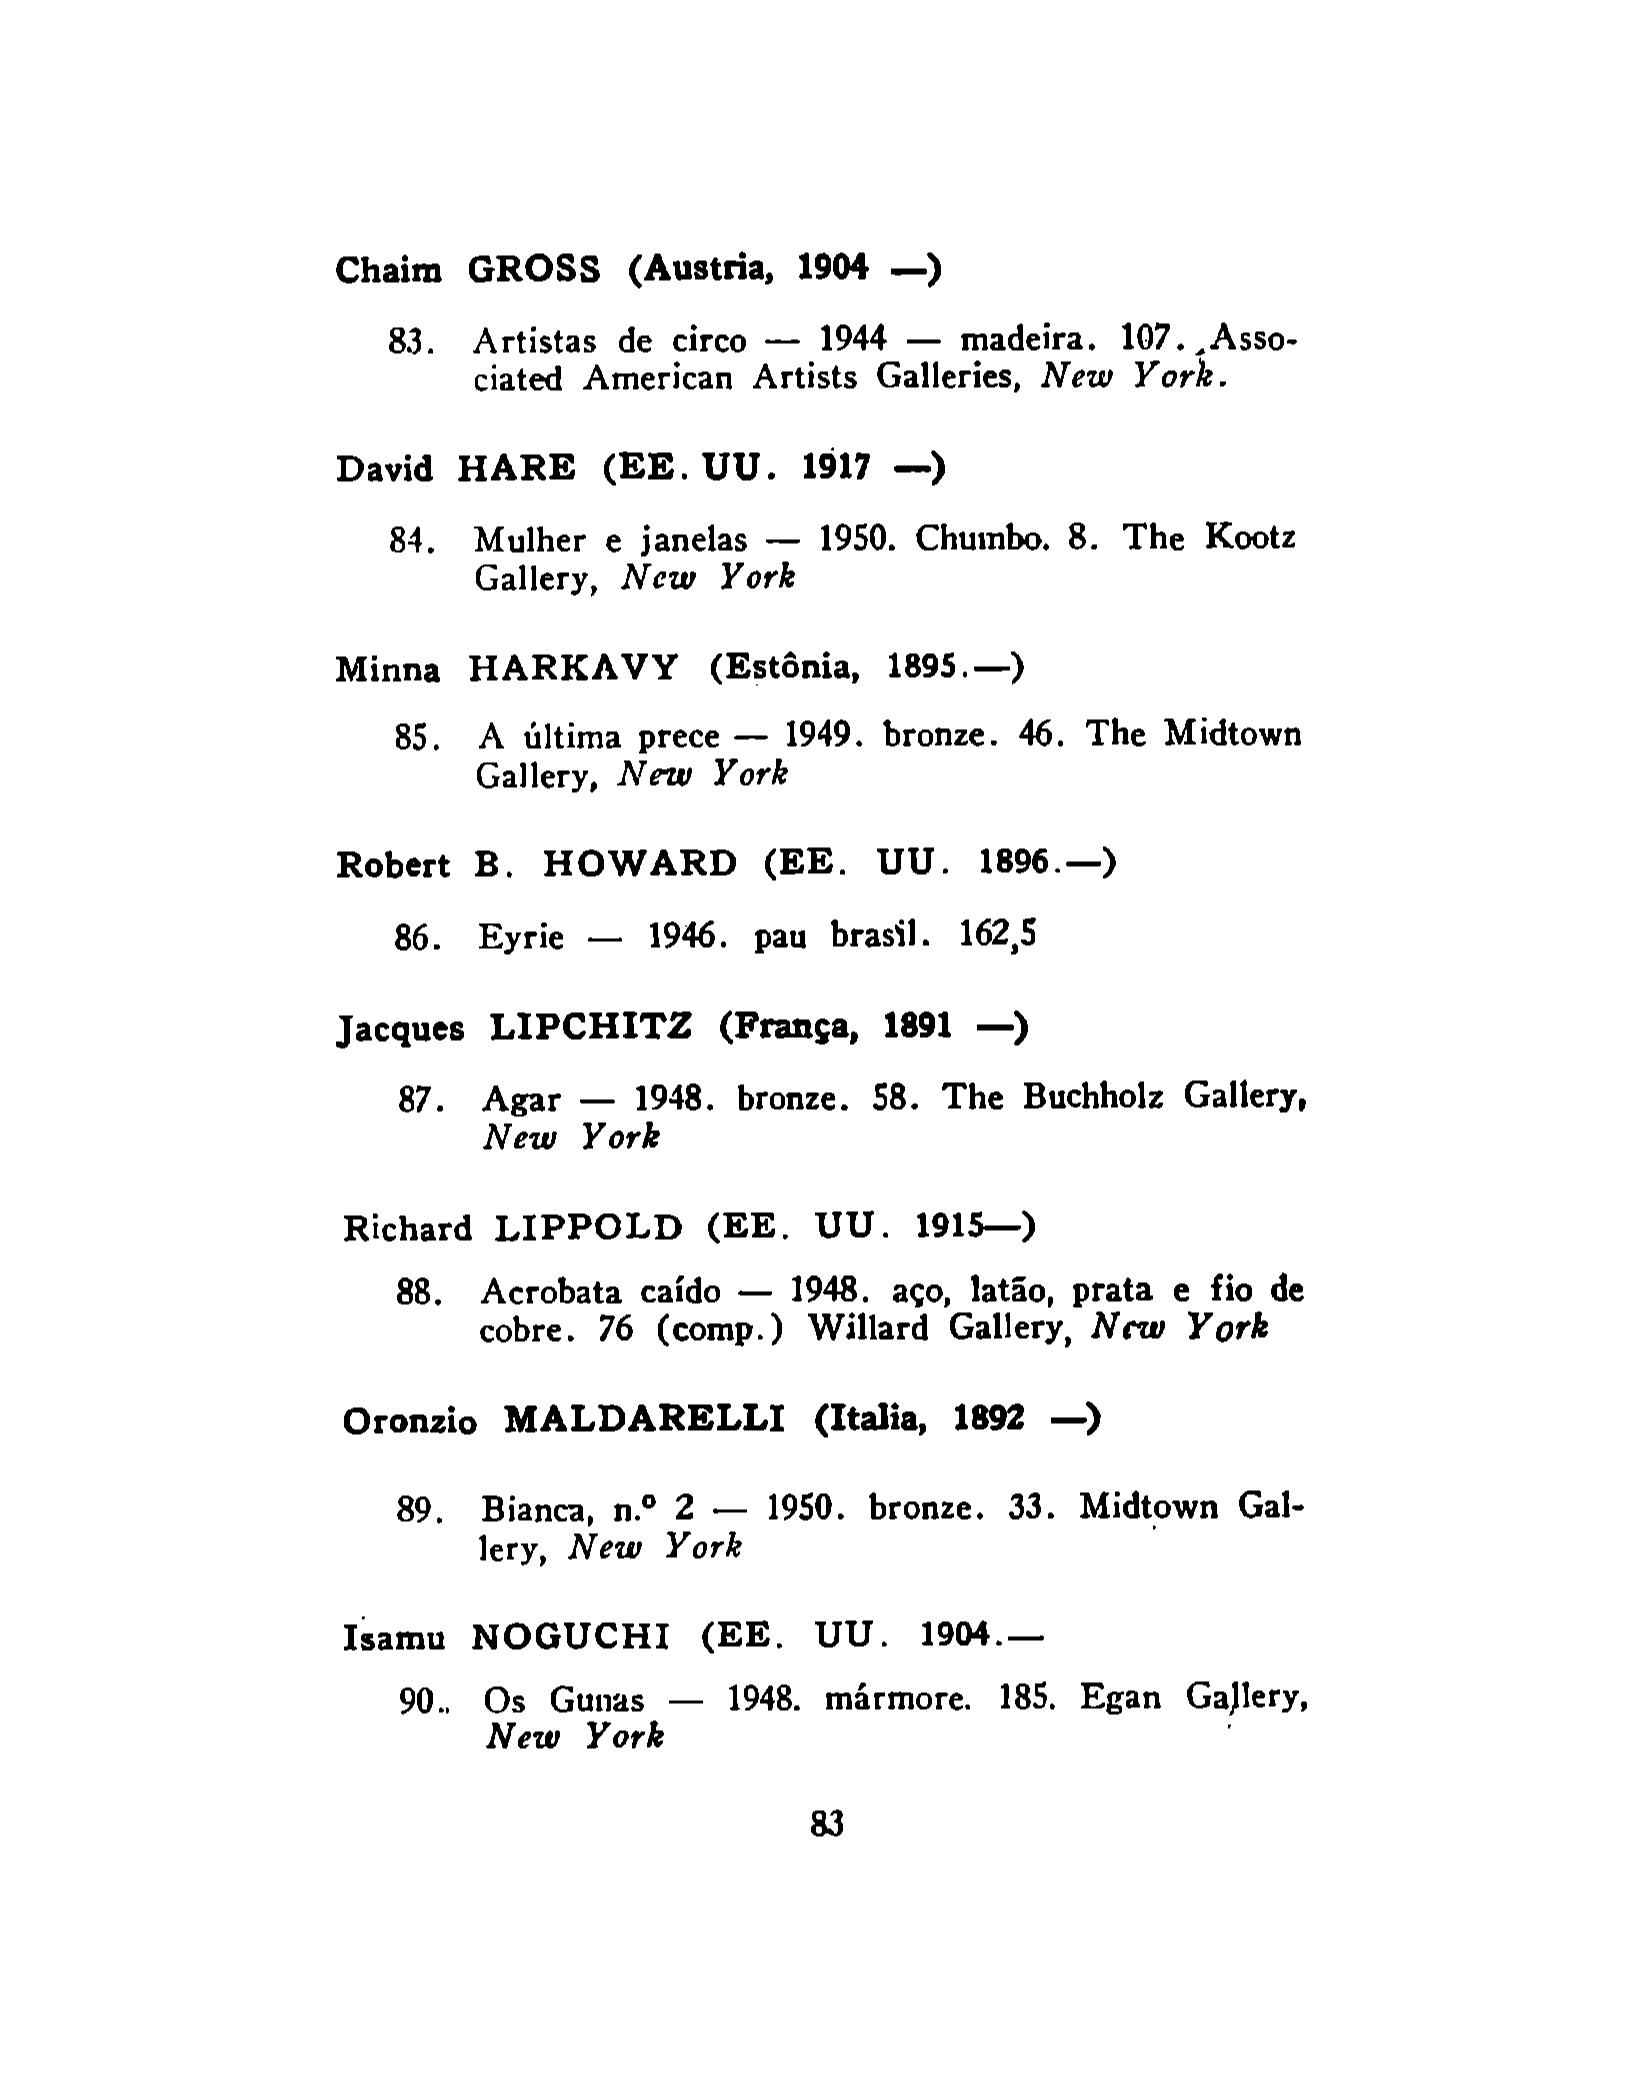 Chaim GROSS (Austria, 1904 —)
83. Artistas de circo — 1944 — madeira. 107. Asso-
ciated American Artists Galleries, New York.
David HARE (EE. UU. 1917 —)
84. Mulher e janelas — 1950. Chumbo. 8. The Kootz
Gallery, New York
Minna HARKAVY (Estônia, 1895.—)
85. A última prece — 1949. bronze. 46. The Midtown
Gallery, New York
Robert B. HOWARD (EE. UU. 1896.—)
86. Eyrie — 1946. pau brasil. 162,5
Jacques LIPCHITZ (França, 1891 —)
87. Agar — 1948. bronze. 58. The Buchholz Gallery,
New York
Richard LIPPOLD (EE. UU. 1915—)
88. Acrobata caído — 1948. aço, latão, prata e fio de
cobre. 76 (comp.) Willard Gallery, New York
Oronzio MALDARELLI (Italia, 1892 —)
89. Bianca, n.º 2 — 1950. bronze. 33. Midtown Gal-
lery, New York
Isamu NOGUCHI (EE. UU. 1904.—
90.. Os Gunas — 1948. mármore. 185. Egan Gallery,
New York
83